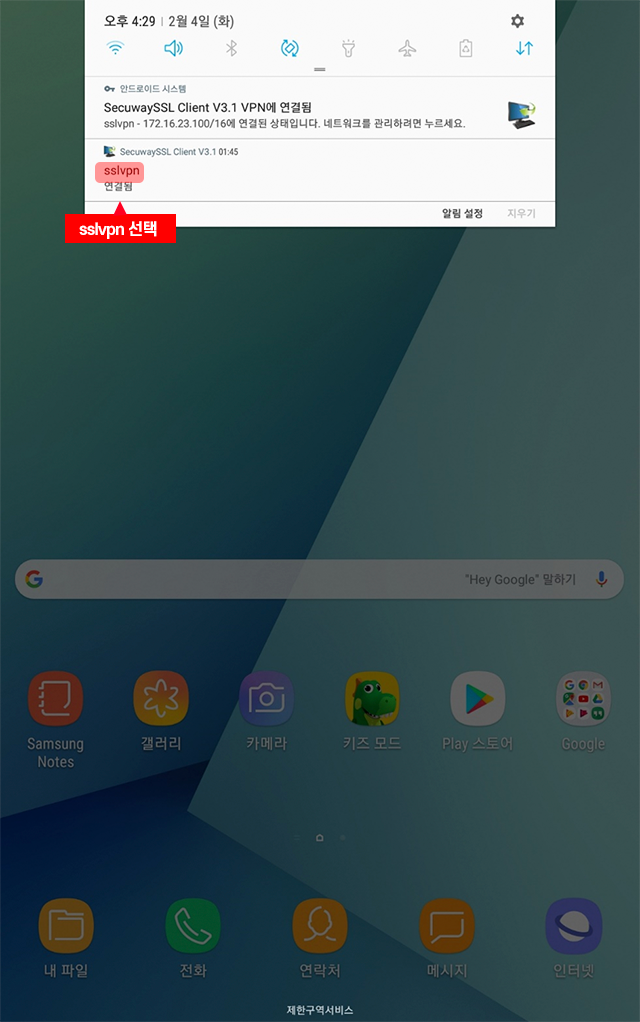 오후 4:29 | 2월 4일 (화)
안드로이드 시스템
SecuwaySSL Client V3.1 VPN에 연결됨
sslvpn - 172.16.23.100/16에 연결된 상태입니다. 네트워크를 관리하려면 누르세요.
SecuwaySSL Client V3.1 01:45
sslvpn
연결됨
sslvpn 선택
알림 설정 지우기
"Hey Google" 말하기
Samsung Notes 갤러리 카메라 키즈 모드 Play 스토어 Google
내 파일 전화 연락처 메시지 인터넷
제한구역서비스